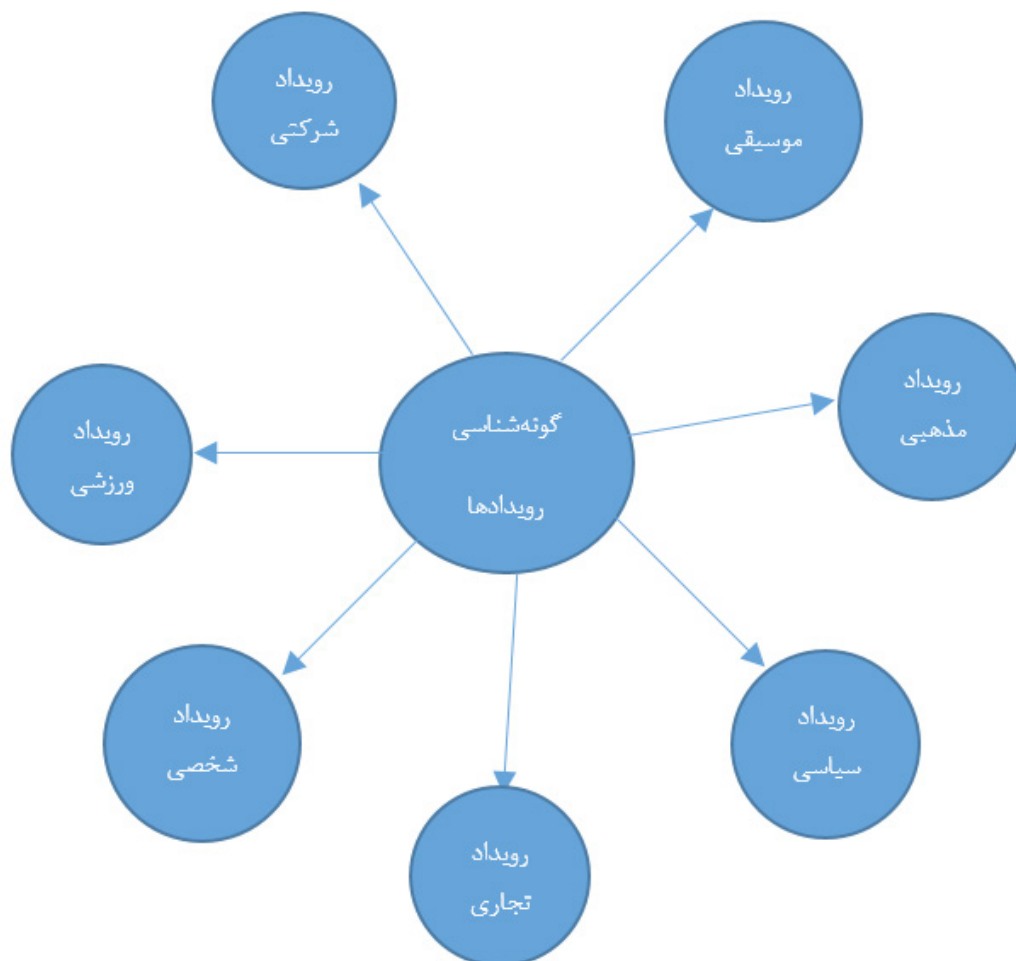 رویداد
شرکتی
رویداد
موسیقی
رویداد
مذهبی
گونه‌شناسی
رویدادها
رویداد
ورزشی
رویداد
شخصی
رویداد
سیاسی
رویداد
تجاری